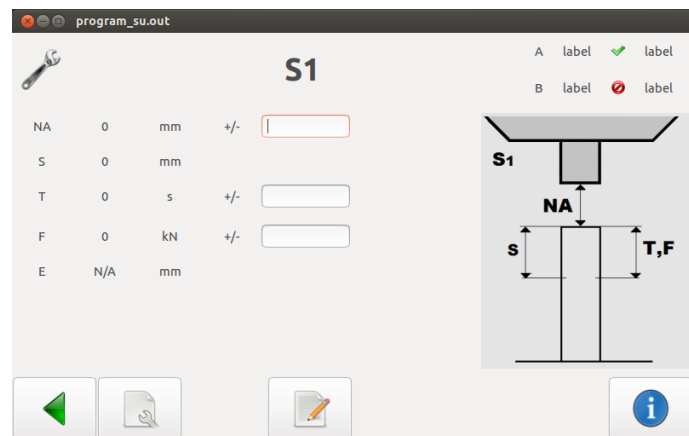 program_su.out
S1
A label label
B label label
NA 0 mm +/-
S 0 mm
T 0 s +/-
F 0 kN +/-
E N/A mm
S1
NA
S
T,F
i